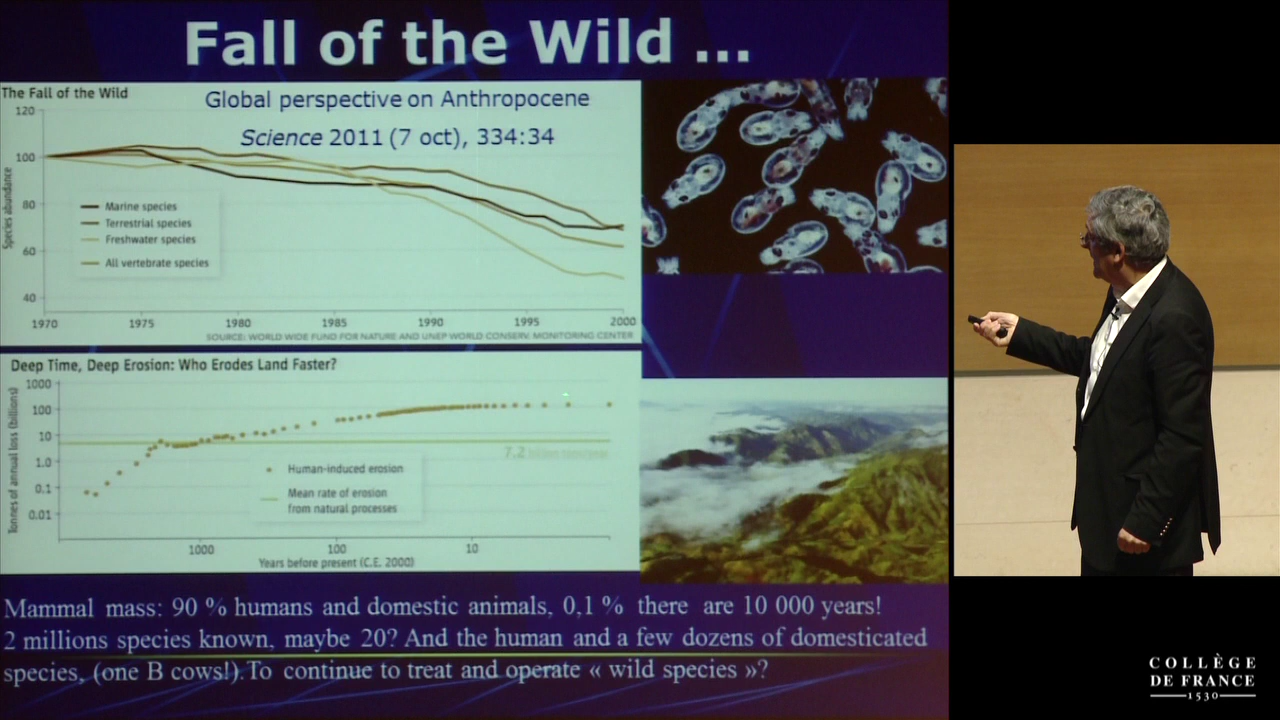 Fall of the Wild ...
The Fall of the Wild
Global perspective on Anthropocene
Science 2011 (7 oct), 334:34
120
100
80
60
40
Species abundance
Marine species
Terrestrial species
Freshwater species
All vertebrate species
1970 1975 1980 1985 1990 1995 2000
SOURCE: WORLD WIDE FUND FOR NATURE AND UNEP WORLD CONSERV. MONITORING CENTER
Deep Time, Deep Erosion: Who Erodes Land Faster?
1000
100
10
1.0
0.1
0.01
Tonnes of annual loss (billions)
7.2 billion tons/year
Human-induced erosion
Mean rate of erosion
from natural processes
1000 100 10
Years before present (C.E. 2000)
Mammal mass: 90 % humans and domestic animals, 0,1 % there are 10 000 years!
2 millions species known, maybe 20? And the human and a few dozens of domesticated
species, (one B cows!). To continue to treat and operate « wild species »?
COLLÈGE
DE FRANCE
1530